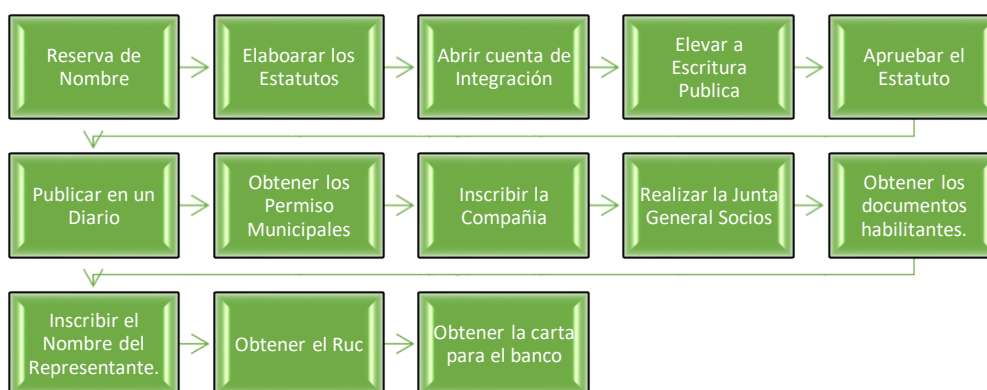 Reserva de
Nombre
Elaboarar los
Estatutos
Abrir cuenta de
Integración
Elevar a
Escritura
Publica
Apruebar el
Estatuto
Publicar en un
Diario
Obtener los
Permiso
Municipales
Inscribir la
Compañia
Realizar la Junta
General Socios
Obtener los
documentos
habilitantes.
Inscribir el
Nombre del
Representante.
Obtener el Ruc
Obtener la carta
para el banco